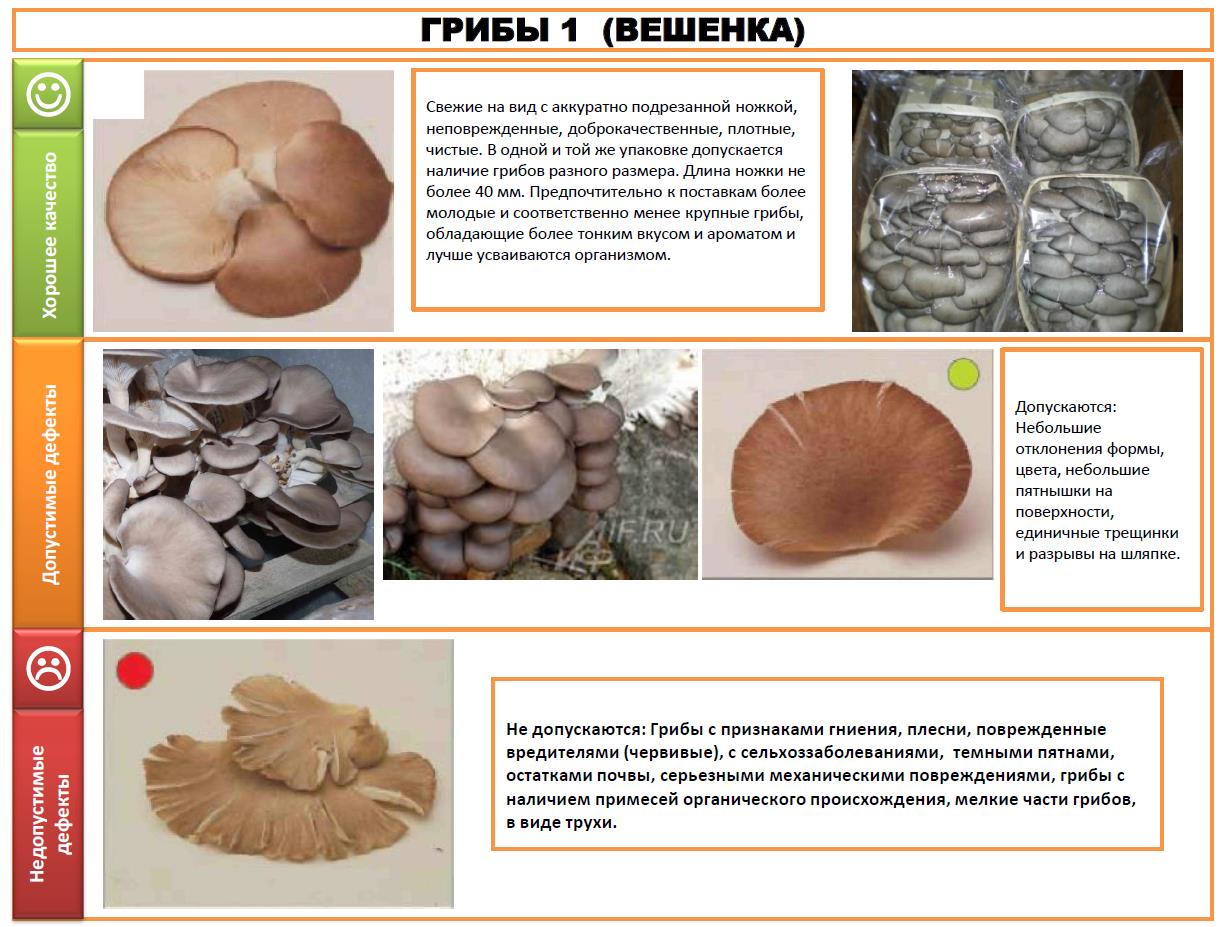 ГРИБЫ 1 (ВЕШЕНКА)
Хорошее качество
Свежие на вид с аккуратно подрезанной ножкой,
неповрежденные, доброкачественные, плотные,
чистые. В одной и той же упаковке допускается
наличие грибов разного размера. Длина ножки не
более 40 мм. Предпочтительно к поставкам более
молодые и соответственно менее крупные грибы,
обладающие более тонким вкусом и ароматом и
лучше усваиваются организмом.
Допустимые дефекты
AIF.RU
Допускаются:
Небольшие
отклонения формы,
цвета, небольшие
пятнышки на
поверхности,
единичные трещинки
и разрывы на шляпке.
Недопустимые
дефекты
Не допускаются: Грибы с признаками гниения, плесни, поврежденные
вредителями (червивые), с сельхоззаболеваниями, темными пятнами,
остатками почвы, серьезными механическими повреждениями, грибы с
наличием примесей органического происхождения, мелкие части грибов,
в виде трухи.